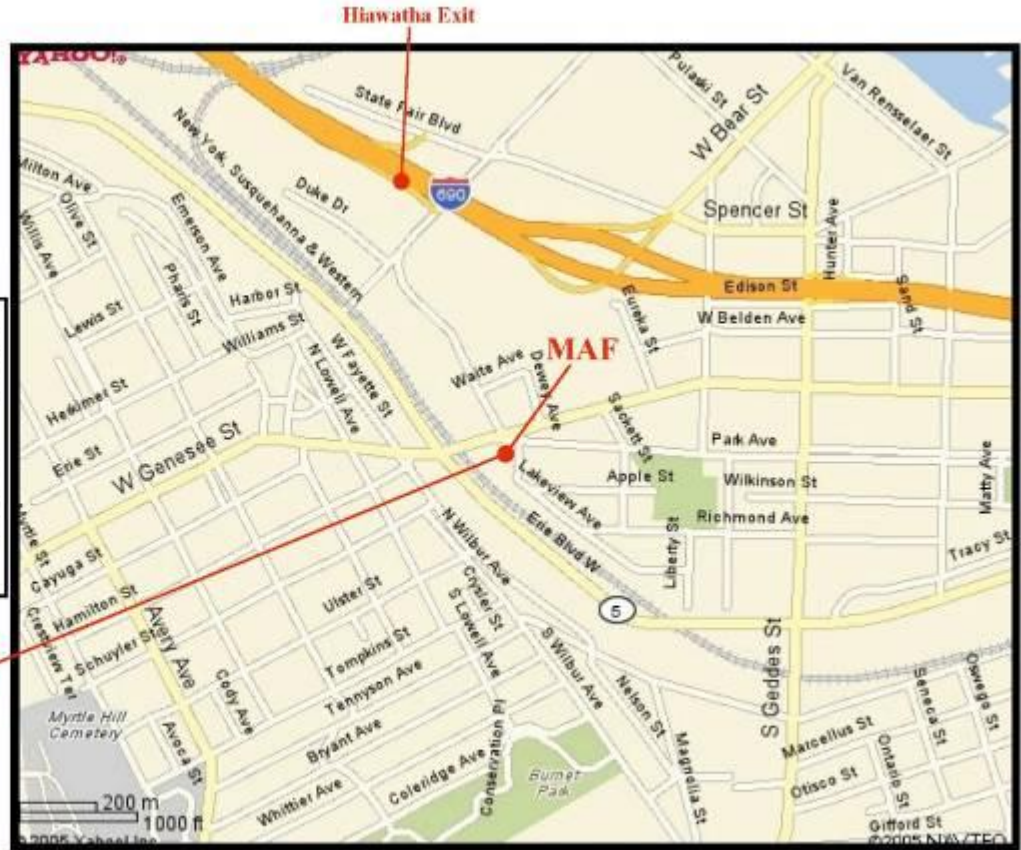 Hiawatha Exit
YAHOO!®
Pulaski St
Van Rensselaer St
State Fair Blvd
W Bear St
New York Susquehanna & Western
690
Milton Ave
Olive St
Emerson Ave
Duke Dr
Spencer St
Hunter Ave
Willis Ave
Pharis St
Harbor St
Edison St
Sand St
Lewis St
Williams St
Eureka St
W Belden Ave
N Lowell Ave
W Fayette St
Waite Ave
Dewey Ave
MAF
Herkimer St
Sackett St
Erie St
W Genesee St
Park Ave
Matty Ave
Apple St
Wilkinson St
Lakeview Ave
Richmond Ave
Myrtle St
N Wilbur Ave
Erie Blvd W
Liberty St
Tracy St
Cayuga St
Hamilton St
Ulster St
Crysler St
S Lowell Ave
5
Crestview Ter
Schuyler St
Avery Ave
Tompkins St
S Wilbur Ave
S Geddes St
Cody Ave
Tennyson Ave
Nelson St
Seneca St
Oswego St
Myrtle Hill
Cemetery
Avoca St
Bryant Ave
Conservation Pl
Marcellus St
Coleridge Ave
Burnet
Park
Magnolia St
Otisco St
Ontario St
Whittier Ave
200 m
1000 ft
Gifford St
© 2005 Yahoo! Inc
©2005 NAVTEQ